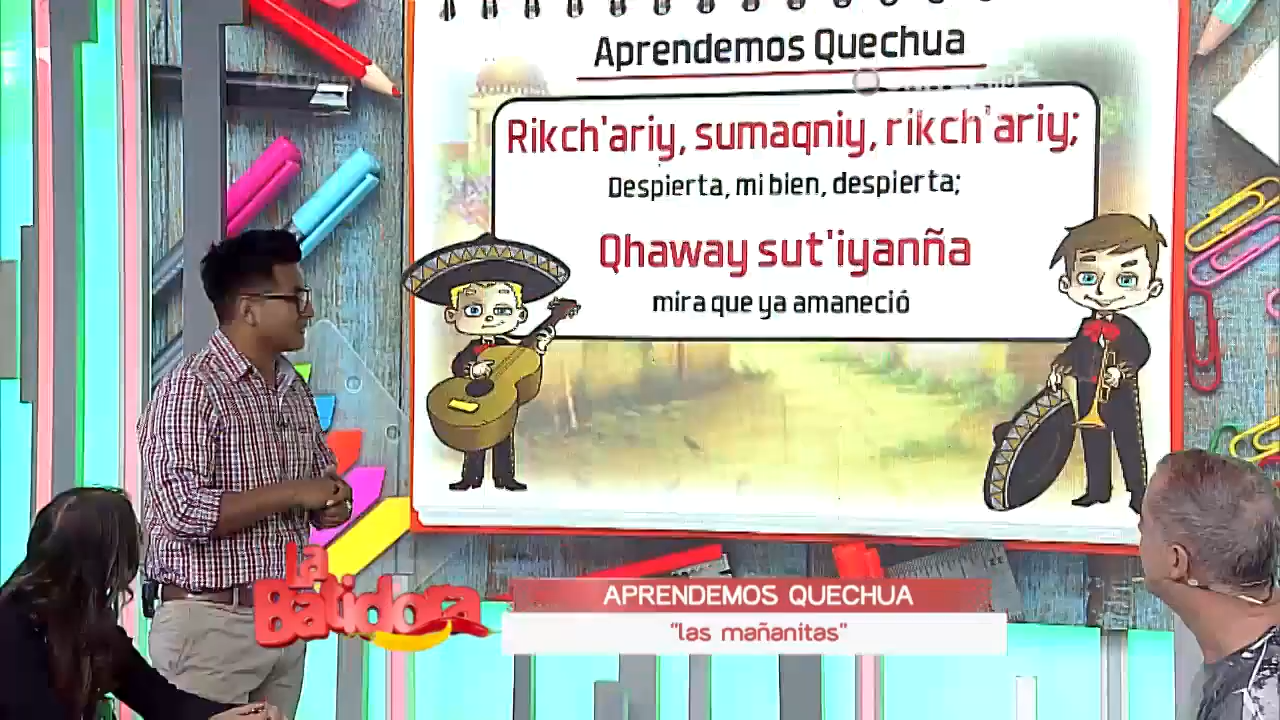 Aprendemos Quechua
Rikch'ariy, sumaqniy, rikch'ariy;
Despierta, mi bien, despierta;
Qhaway sut'iyanña
mira que ya amaneció
la
Batidora
APRENDEMOS QUECHUA
"las mañanitas"